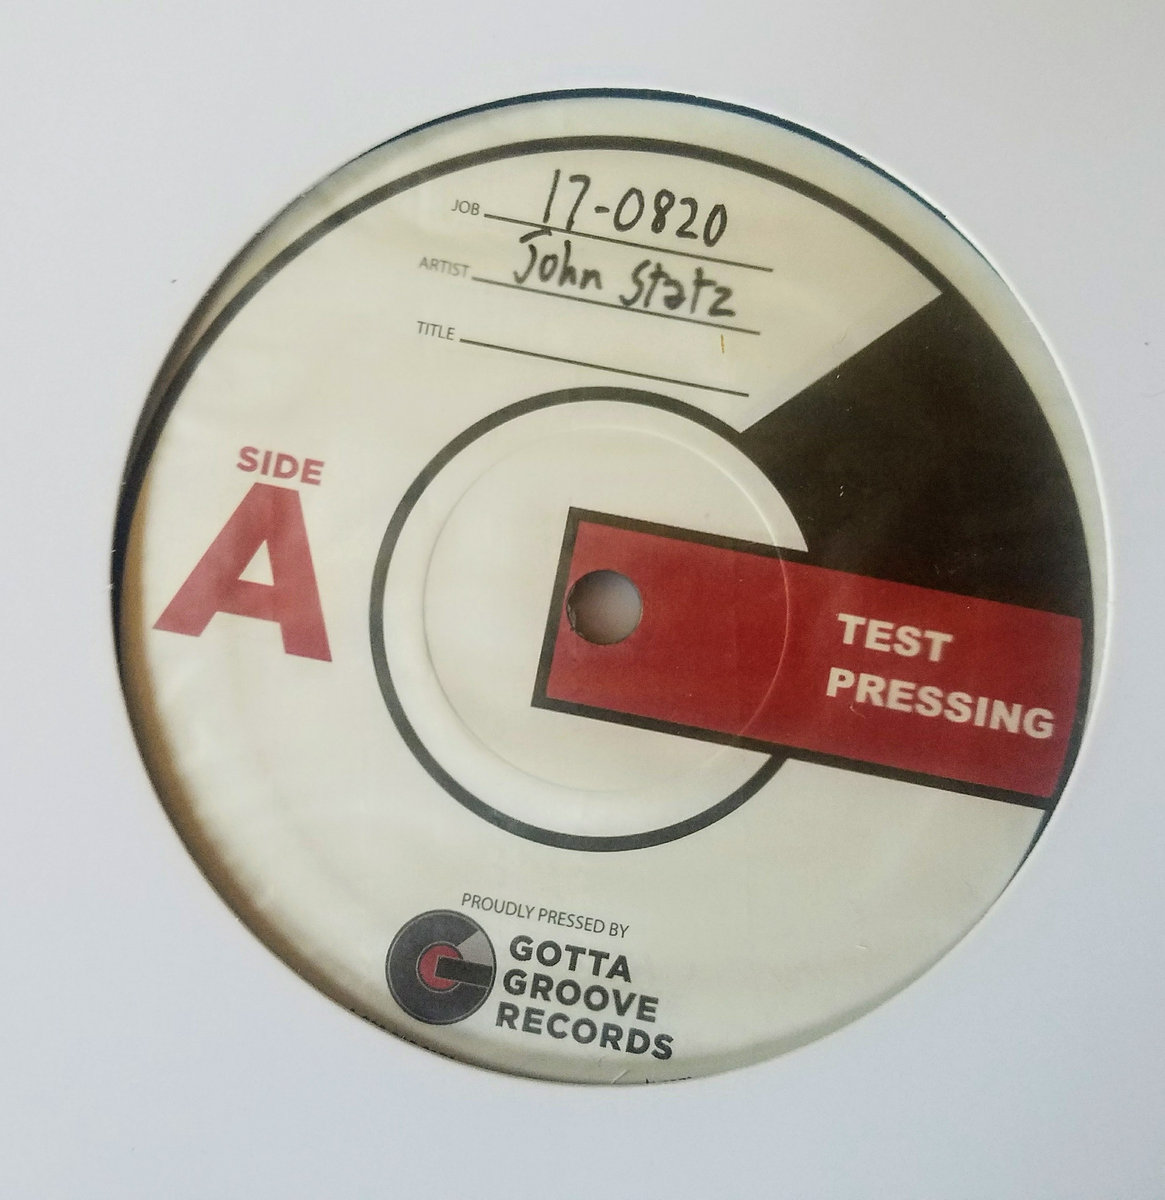 JOB 17-0820
ARTIST John Statz
TITLE
SIDE
A
TEST
PRESSING
PROUDLY PRESSED BY
GOTTA
GROOVE
RECORDS